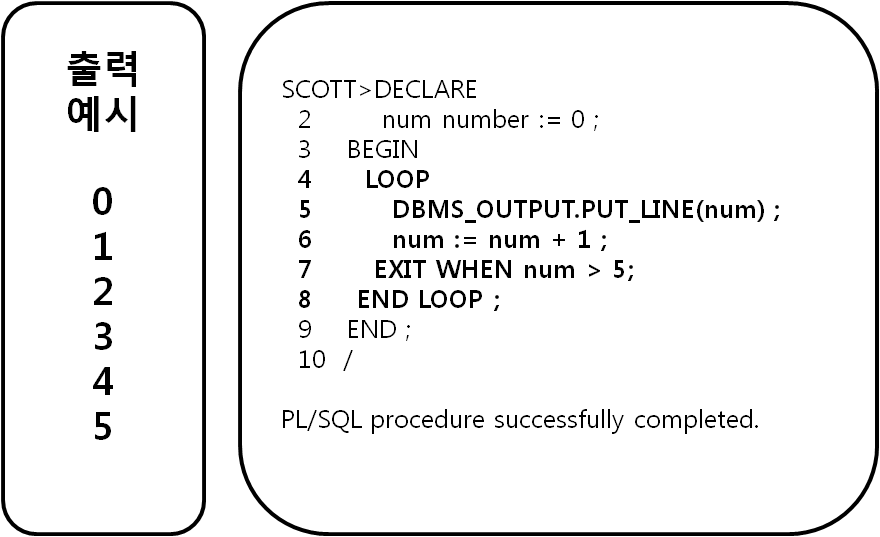 출력
예시
0
1
2
3
4
5
SCOTT>DECLARE
2 num number := 0 ;
3 BEGIN
4 LOOP
5 DBMS_OUTPUT.PUT_LINE(num) ;
6 num := num + 1 ;
7 EXIT WHEN num > 5;
8 END LOOP ;
9 END ;
10 /
PL/SQL procedure successfully completed.